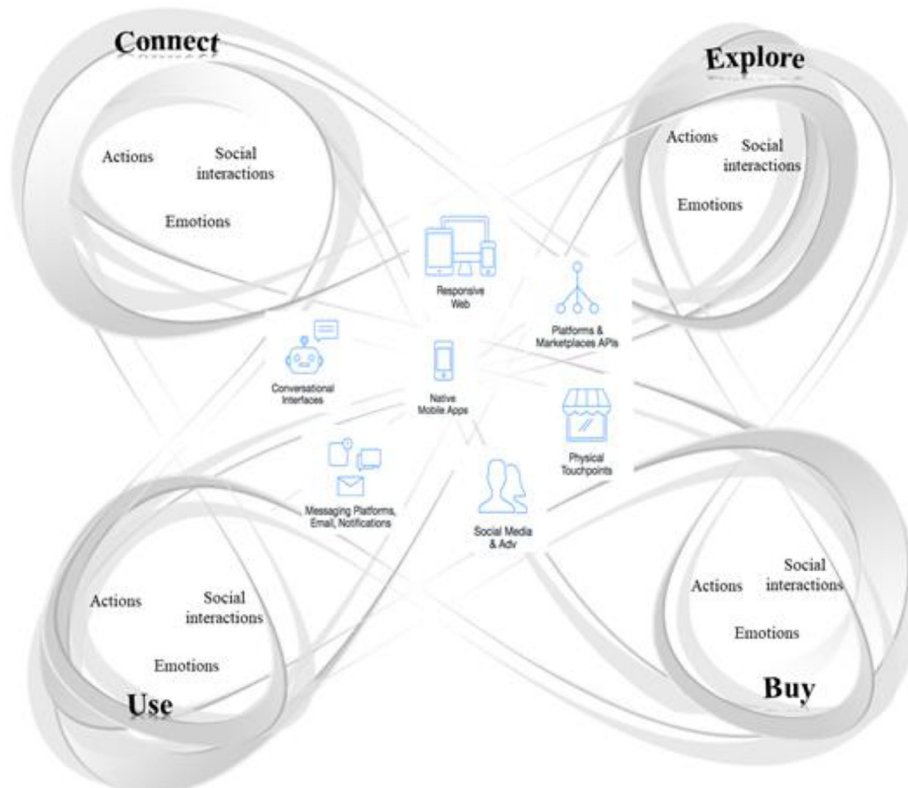 Connect
Explore
Actions
Social
interactions
Emotions
Actions
Social
interactions
Emotions
Responsive
Web
Platforms &
Marketplaces APIs
Conversational
Interfaces
Native
Mobile Apps
Physical
Touchpoints
Messaging Platforms,
Email, Notifications
Social Media
& Adv
Actions
Social
interactions
Emotions
Use
Actions
Social
interactions
Emotions
Buy